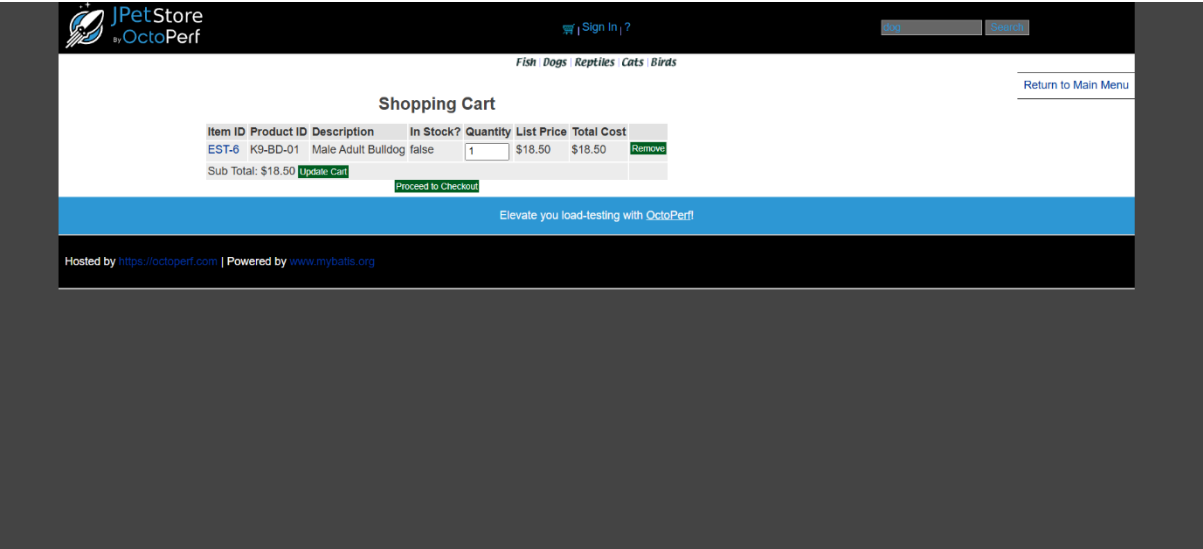 JPetStore
By OctoPerf
| Sign In | ?
dog
Search
Fish | Dogs | Reptiles | Cats | Birds
Return to Main Menu
Shopping Cart
Item ID Product ID Description In Stock? Quantity List Price Total Cost
EST-6 K9-BD-01 Male Adult Bulldog false 1 $18.50 $18.50 Remove
Sub Total: $18.50 Update Cart
Proceed to Checkout
Elevate you load-testing with OctoPerf!
Hosted by https://octoperf.com | Powered by www.mybatis.org